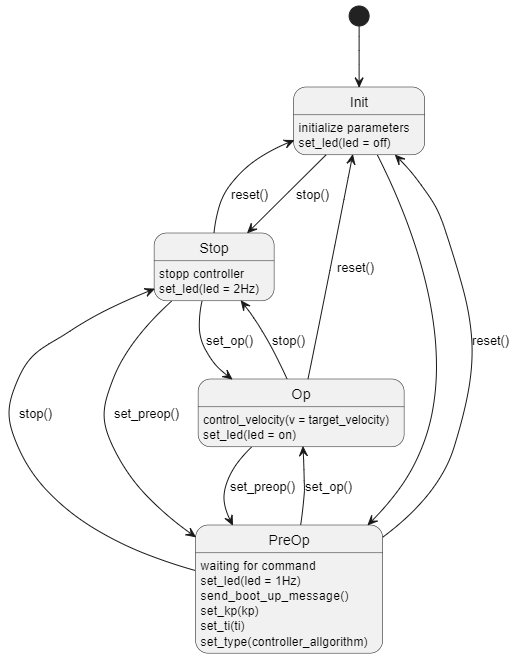 Init
initialize parameters
set_led(led = off)
reset()
stop()
Stop
stopp controller
set_led(led = 2Hz)
reset()
set_op()
stop()
reset()
Op
control_velocity(v = target_velocity)
set_led(led = on)
stop()
set_preop()
set_preop()
set_op()
PreOp
waiting for command
set_led(led = 1Hz)
send_boot_up_message()
set_kp(kp)
set_ti(ti)
set_type(controller_allgorithm)